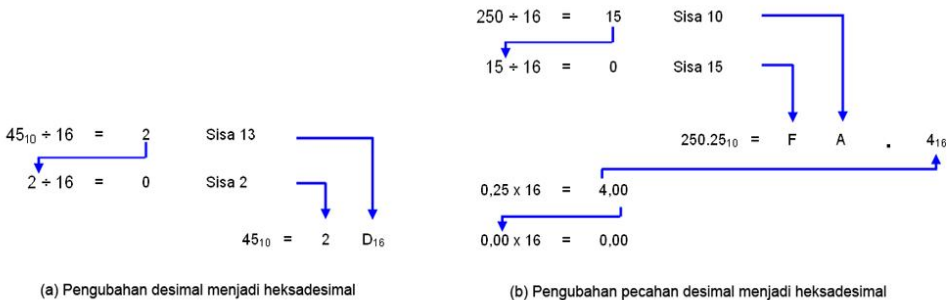 45₁₀ ÷ 16 = 2 Sisa 13
2 ÷ 16 = 0 Sisa 2
45₁₀ = 2 D₁₆
(a) Pengubahan desimal menjadi heksadesimal
250 ÷ 16 = 15 Sisa 10
15 ÷ 16 = 0 Sisa 15
250.25₁₀ = F A . 4₁₆
0,25 x 16 = 4,00
0,00 x 16 = 0,00
(b) Pengubahan pecahan desimal menjadi heksadesimal